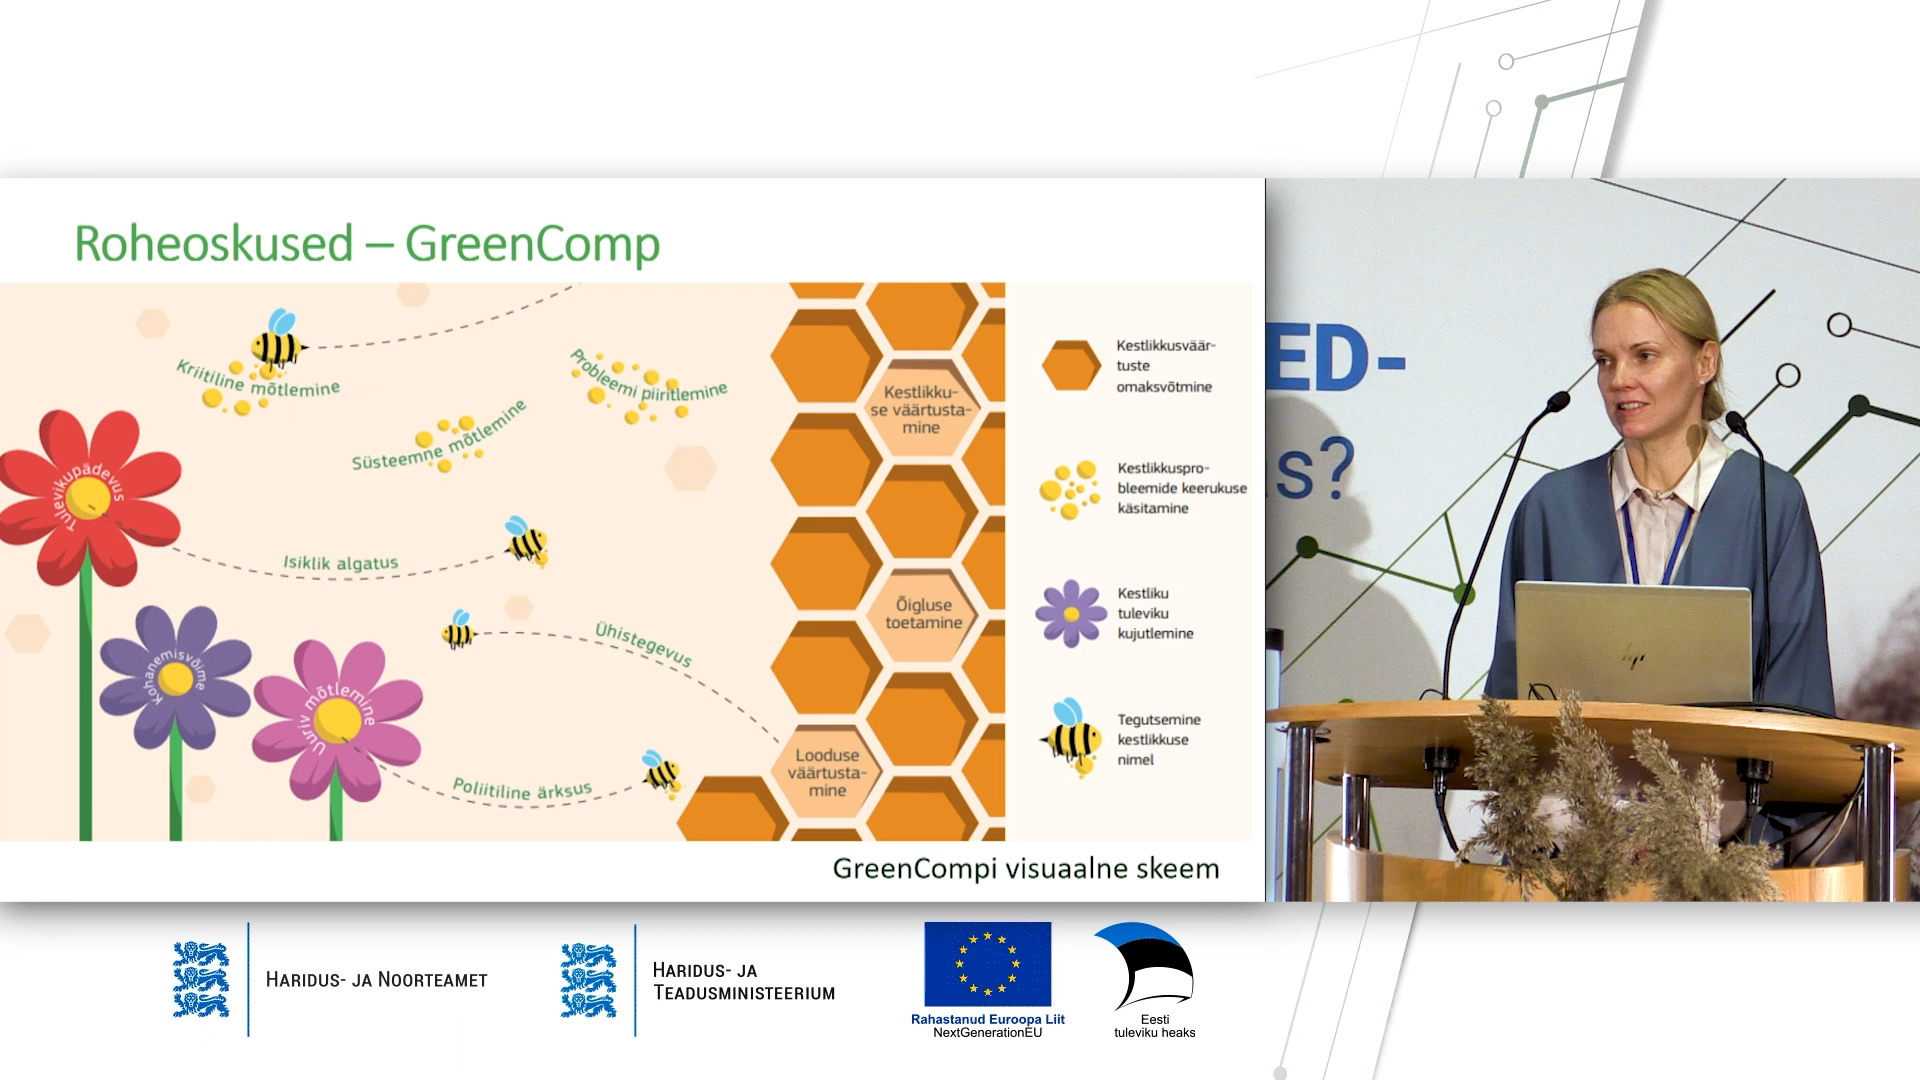 Roheoskused – GreenComp
Kriitiline mõtlemine
Probleemi piiritlemine
Süsteemne mõtlemine
Tulevikupädevus
Isiklik algatus
Ühistegevus
Kohanemisvõime
Uuriv mõtlemine
Poliitiline ärksus
Kestlikku-
se väärtusta-
mine
Õigluse
toetamine
Looduse
väärtusta-
mine
Kestlikkusväär-
tuste
omaksvõtmine
Kestlikkuspro-
bleemide keerukuse
käsitamine
Kestliku
tuleviku
kujutlemine
Tegutsemine
kestlikkuse
nimel
GreenCompi visuaalne skeem
ED-
s?
hp
HARIDUS- JA NOORTEAMET
HARIDUS- JA
TEADUSMINISTEERIUM
Rahastanud Euroopa Liit
NextGenerationEU
Eesti
tuleviku heaks